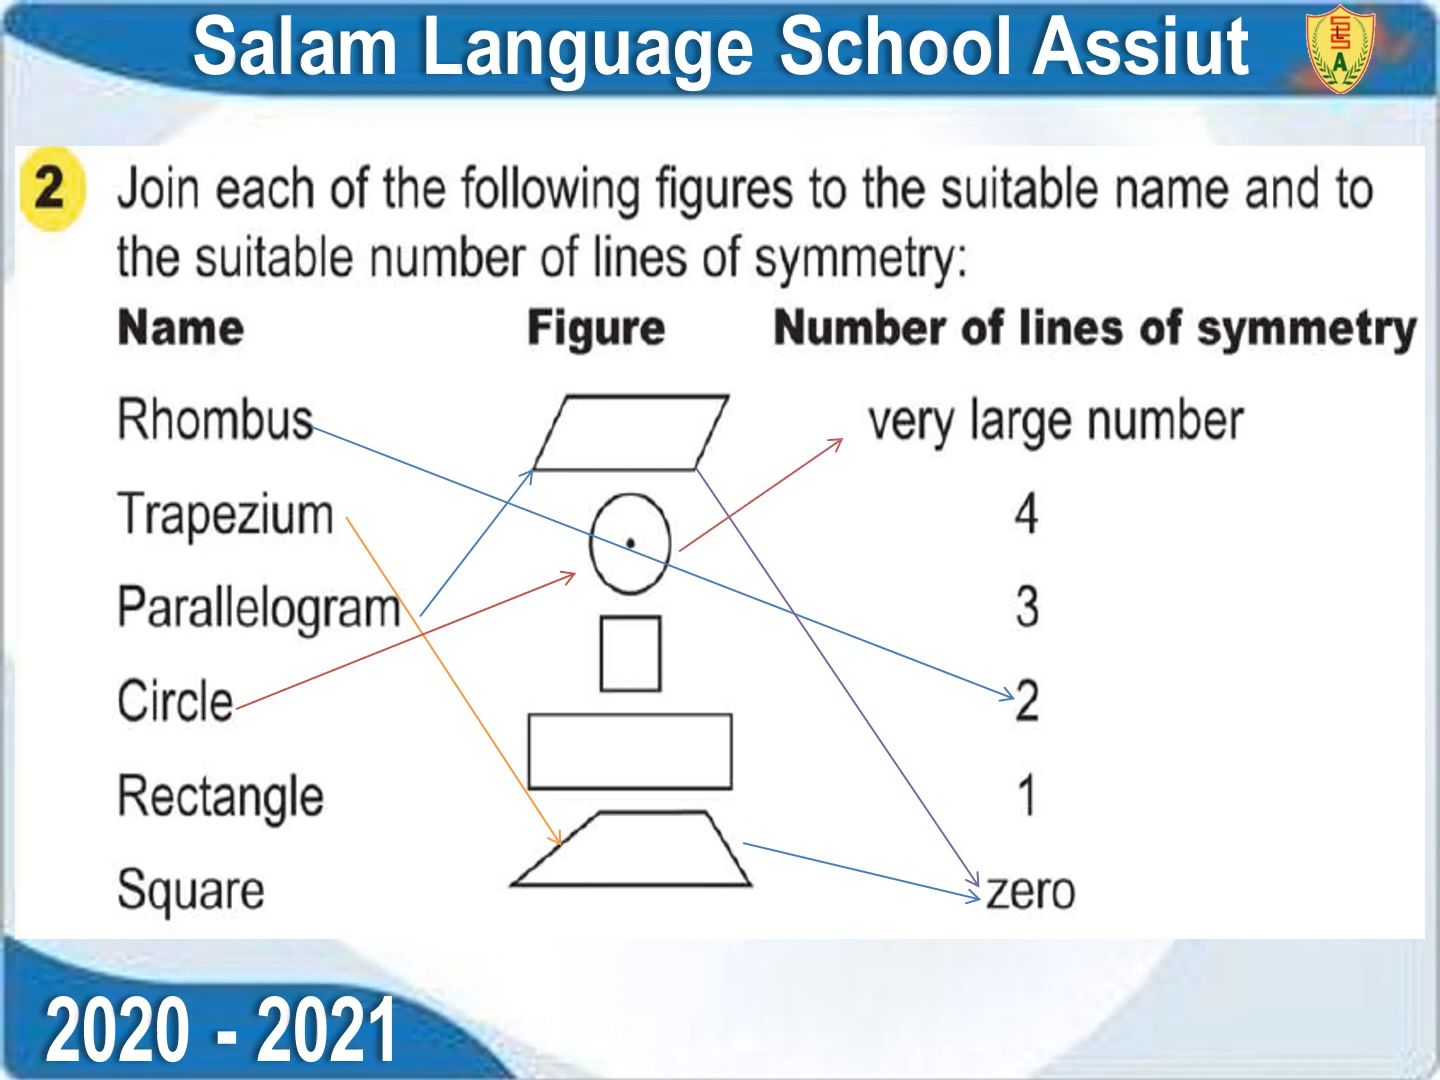 Salam Language School Assiut
SLS
A
2 Join each of the following figures to the suitable name and to
the suitable number of lines of symmetry:
Name Figure Number of lines of symmetry
Rhombus very large number
Trapezium 4
Parallelogram 3
Circle 2
Rectangle 1
Square zero
2020 - 2021